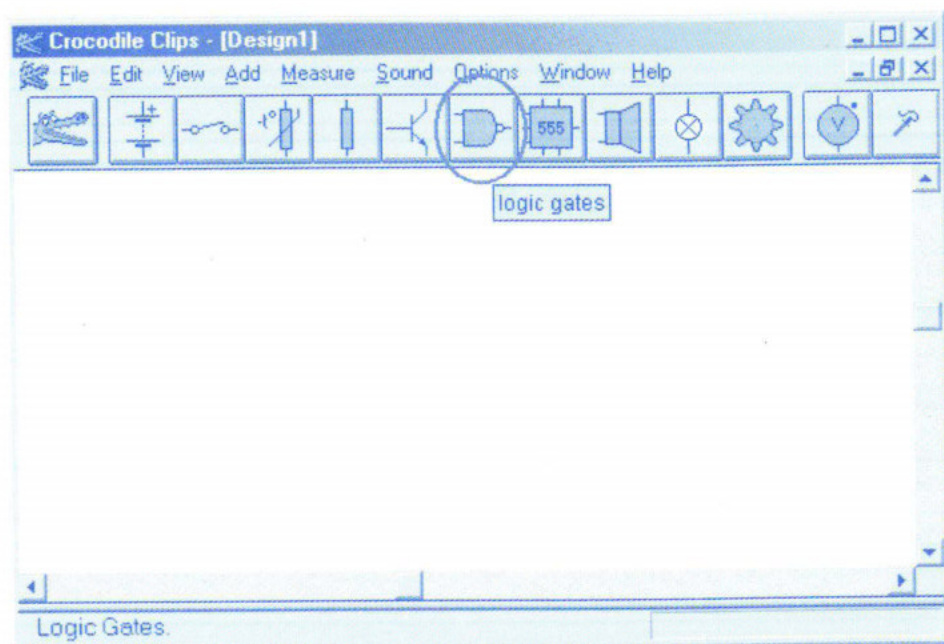 Crocodile Clips - [Design1]
File Edit View Add Measure Sound Options Window Help
555 V
logic gates
Logic Gates.